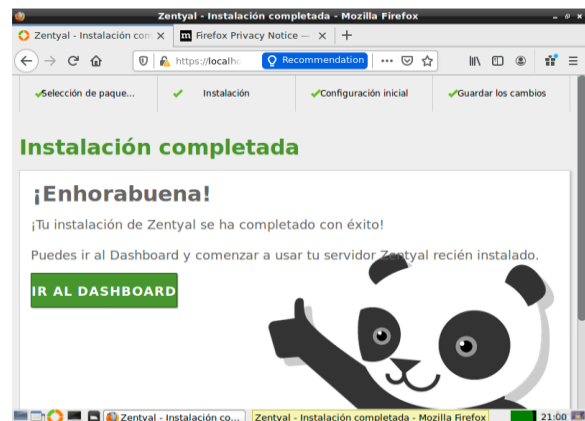 Zentyal - Instalación completada - Mozilla Firefox
Zentyal - Instalación com
Firefox Privacy Notice —
https://localho
Recommendation
Selección de paque...
Instalación
Configuración inicial
Guardar los cambios
Instalación completada
¡Enhorabuena!
¡Tu instalación de Zentyal se ha completado con éxito!
Puedes ir al Dashboard y comenzar a usar tu servidor Zentyal recién instalado.
IR AL DASHBOARD
Zentyal - Instalación co...
Zentyal - Instalación completada - Mozilla Firefox
21:00